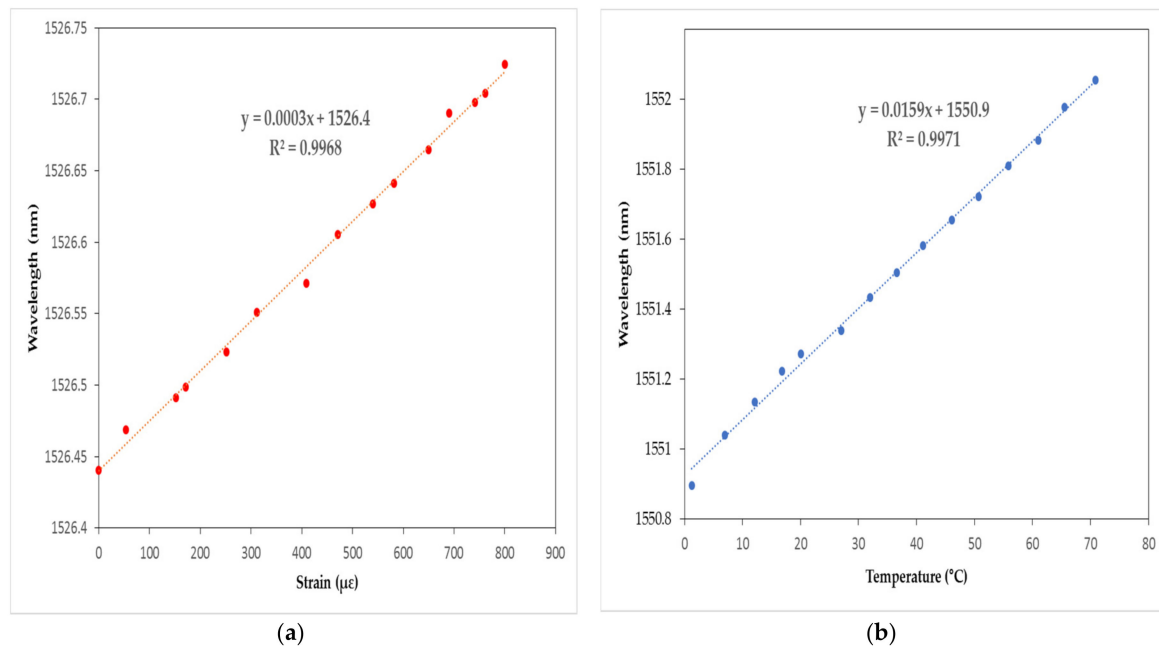 1526.75
1526.7
1526.65
1526.6
1526.55
1526.5
1526.45
1526.4
Wavelength (nm)
y = 0.0003x + 1526.4
R² = 0.9968
0 100 200 300 400 500 600 700 800 900
Strain (µε)
(a)
1552
1551.8
1551.6
1551.4
1551.2
1551
1550.8
Wavelength (nm)
y = 0.0159x + 1550.9
R² = 0.9971
0 10 20 30 40 50 60 70 80
Temperature (°C)
(b)